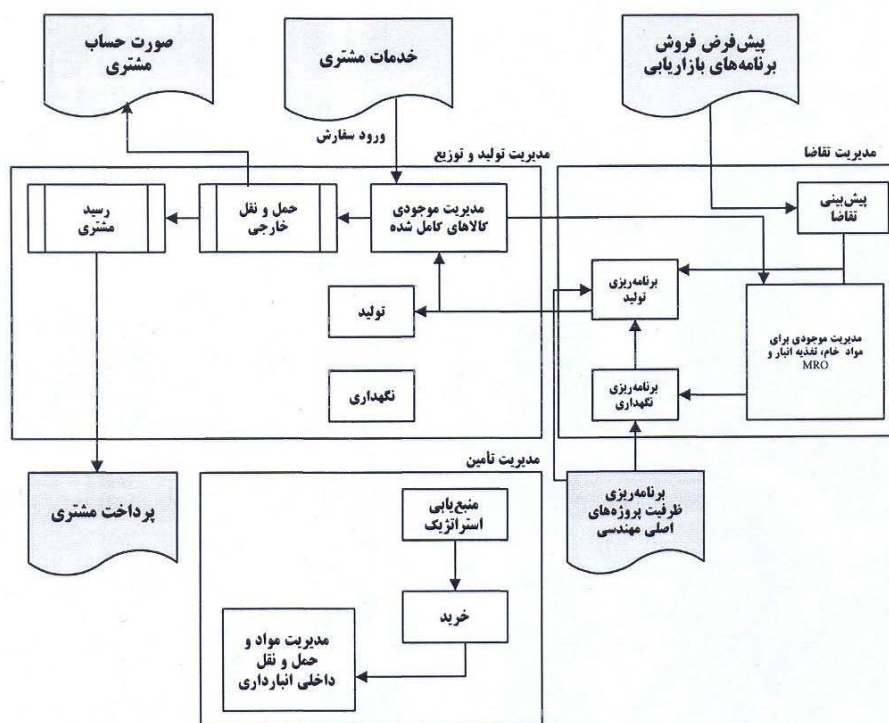 پیش‌فرض فروش
برنامه‌های بازاریابی
خدمات مشتری
صورت حساب
مشتری
ورود سفارش
مدیریت تقاضا
پیش‌بینی
تقاضا
برنامه‌ریزی
تولید
مدیریت موجودی برای
مواد خام، تغذیه انبار و
MRO
برنامه‌ریزی
نگهداری
مدیریت تولید و توزیع
مدیریت موجودی
کالاهای کامل شده
حمل و نقل
خارجی
رسید
مشتری
تولید
نگهداری
برنامه‌ریزی
ظرفیت پروژه‌های
اصلی مهندسی
مدیریت تأمین
منبع‌یابی
استراتژیک
خرید
مدیریت مواد و
حمل و نقل
داخلی انبارداری
پرداخت مشتری